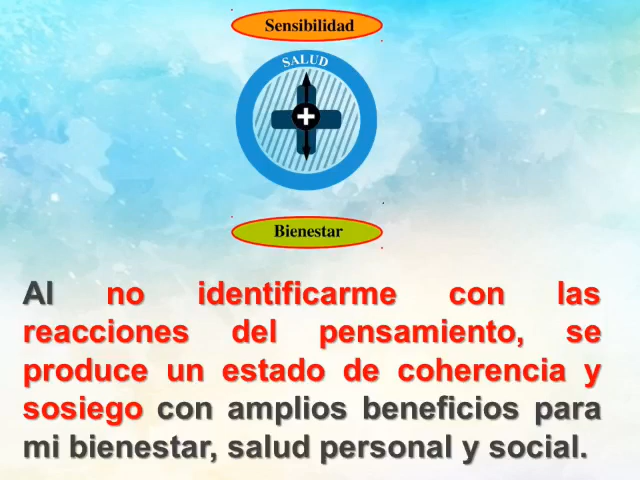 Sensibilidad
SALUD
Bienestar
Al no identificarme con las
reacciones del pensamiento, se
produce un estado de coherencia y
sosiego con amplios beneficios para
mi bienestar, salud personal y social.